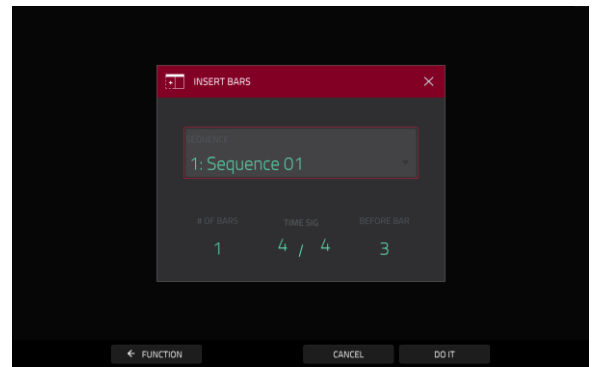 INSERT BARS
SEQUENCE
1: Sequence 01
# OF BARS TIME SIG BEFORE BAR
1 4 / 4 3
FUNCTION CANCEL DO IT